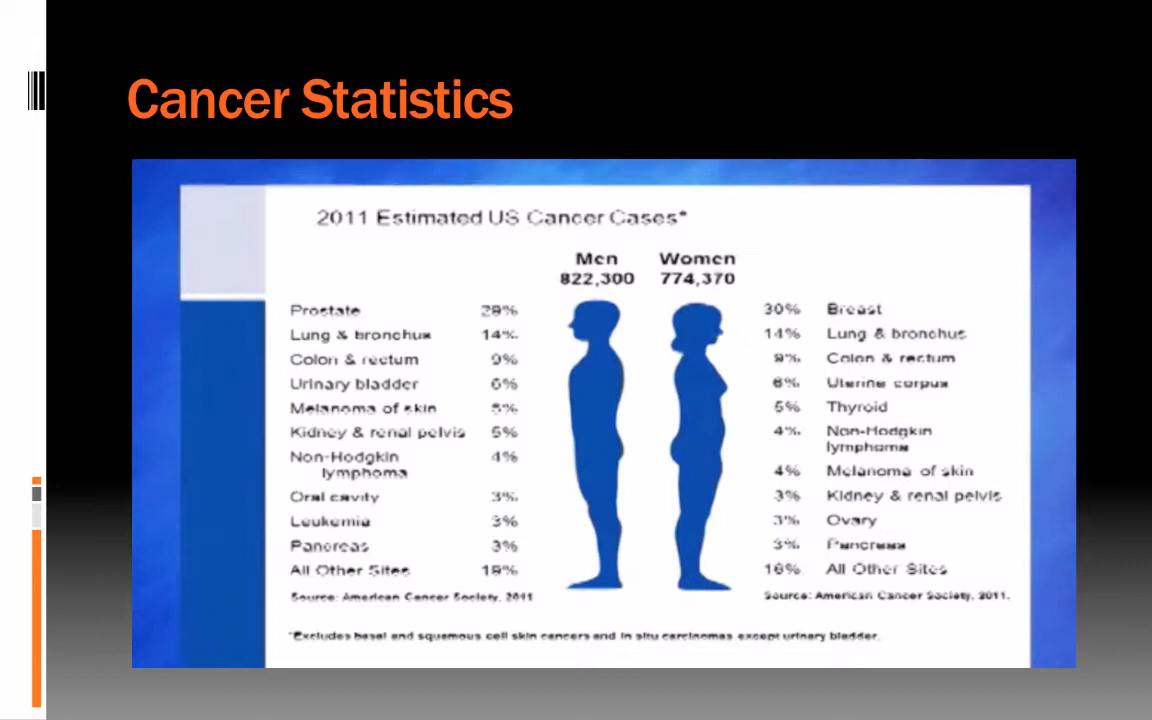 Cancer Statistics
2011 Estimated US Cancer Cases*
Men Women
822,300 774,370
Prostate 29% 30% Breast
Lung & bronchus 14% 14% Lung & bronchus
Colon & rectum 9% 9% Colon & rectum
Urinary bladder 6% 6% Uterine corpus
Melanoma of skin 5% 5% Thyroid
Kidney & renal pelvis 5% 4% Non-Hodgkin
lymphoma
Non-Hodgkin 4% 4% Melanoma of skin
lymphoma
Oral cavity 3% 3% Kidney & renal pelvis
Leukemia 3% 3% Ovary
Pancreas 3% 3% Pancreas
All Other Sites 19% 16% All Other Sites
Source: American Cancer Society, 2011 Source: American Cancer Society, 2011.
*Excludes basal and squamous cell skin cancers and in situ carcinomas except urinary bladder.